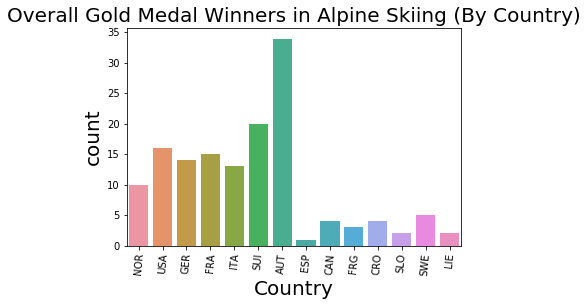 Overall Gold Medal Winners in Alpine Skiing (By Country)
35
30
25
20
15
10
5
0
count
NOR
USA
GER
FRA
ITA
SUI
AUT
ESP
CAN
FRG
CRO
SLO
SWE
LIE
Country